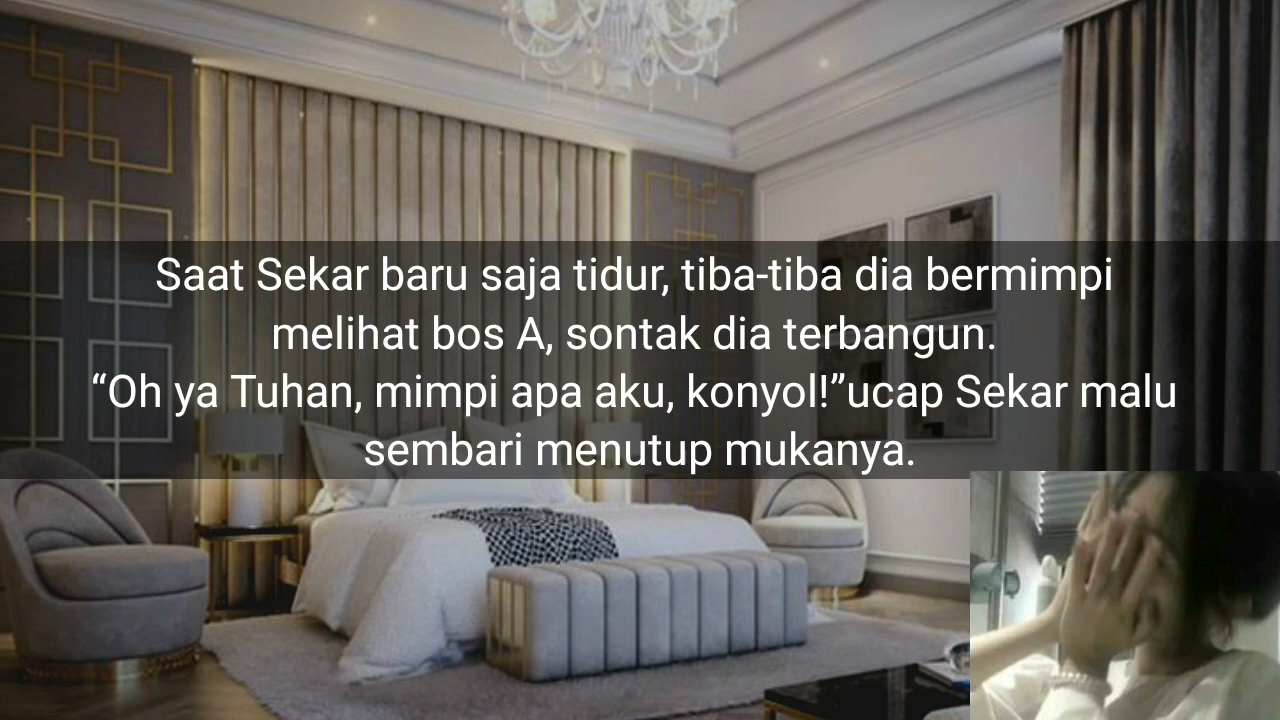 Saat Sekar baru saja tidur, tiba-tiba dia bermimpi
melihat bos A, sontak dia terbangun.
“Oh ya Tuhan, mimpi apa aku, konyol!”ucap Sekar malu
sembari menutup mukanya.